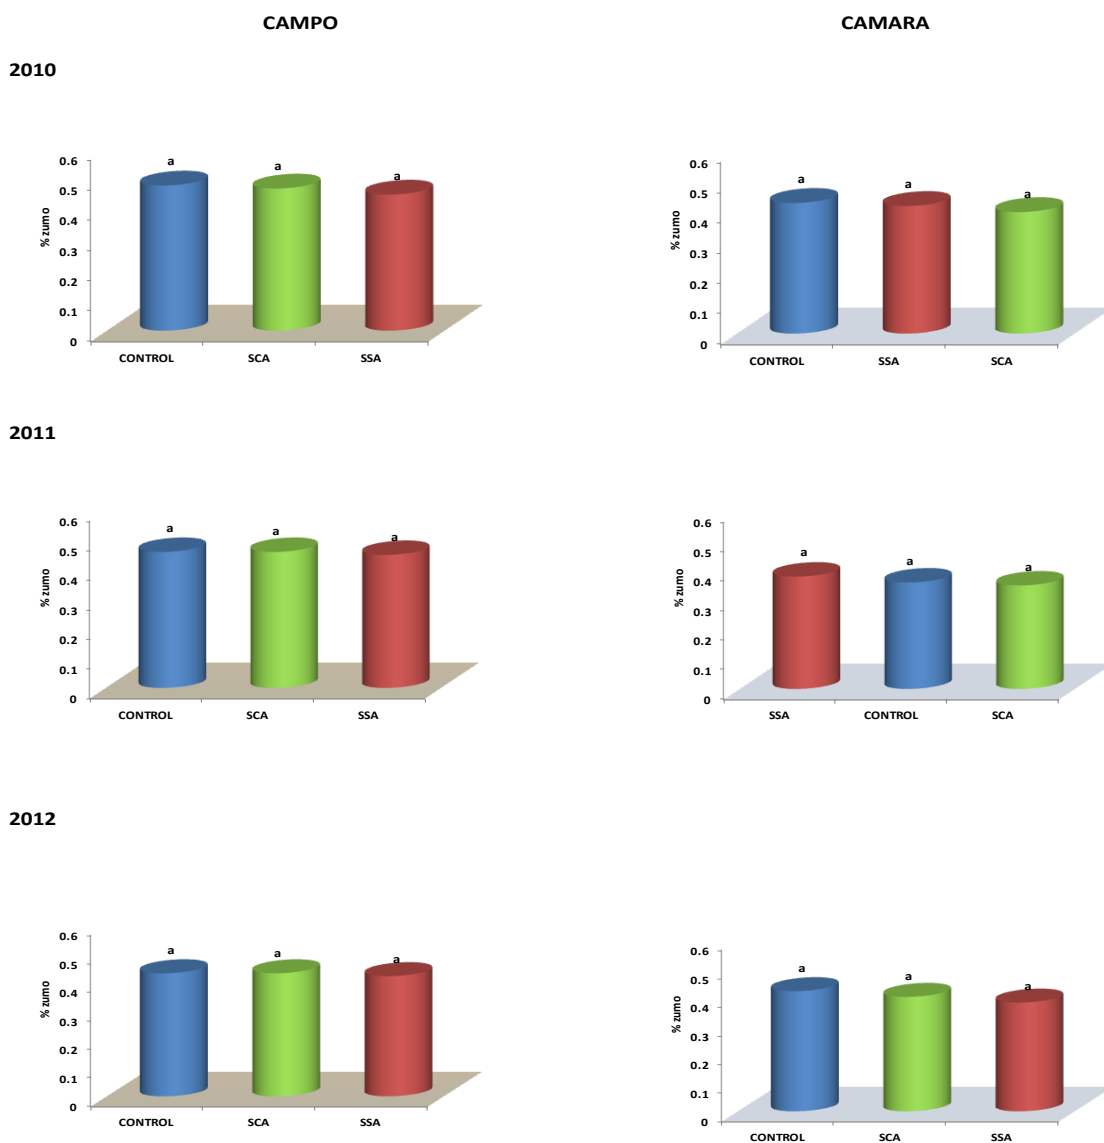 CAMPO CAMARA
2010
a a a
0.6
0.5
0.4
0.3
0.2
0.1
0
% zumo
CONTROL SCA SSA
a a a
0.6
0.5
0.4
0.3
0.2
0.1
0
% zumo
CONTROL SSA SCA
2011
a a a
0.6
0.5
0.4
0.3
0.2
0.1
0
% zumo
CONTROL SCA SSA
a a a
0.6
0.5
0.4
0.3
0.2
0.1
0
% zumo
SSA CONTROL SCA
2012
a a a
0.6
0.5
0.4
0.3
0.2
0.1
0
% zumo
CONTROL SCA SSA
a a a
0.6
0.5
0.4
0.3
0.2
0.1
0
% zumo
CONTROL SCA SSA